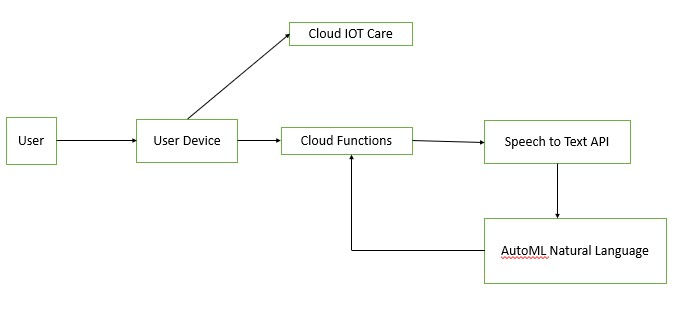 Cloud IOT Care
User
User Device
Cloud Functions
Speech to Text API
AutoML Natural Language